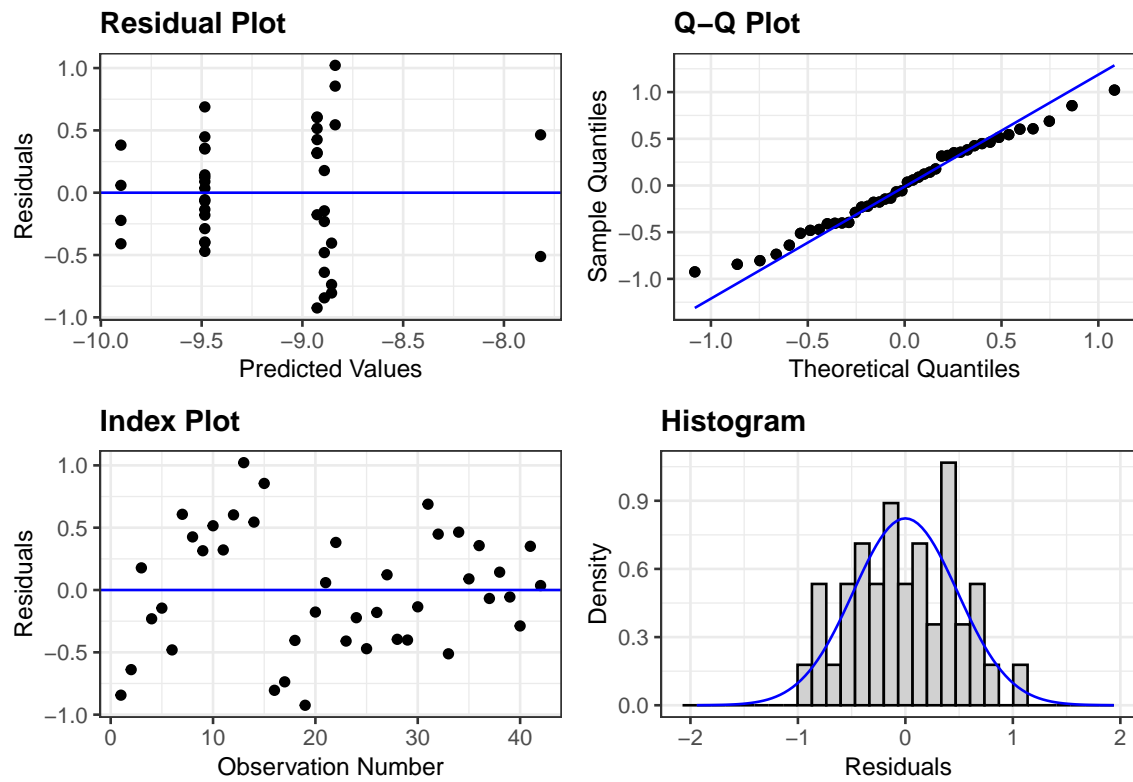 Residual Plot
1.0
0.5
0.0
−0.5
−1.0
Residuals
−10.0 −9.5 −9.0 −8.5 −8.0
Predicted Values
Q−Q Plot
1.0
0.5
0.0
−0.5
−1.0
Sample Quantiles
−1.0 −0.5 0.0 0.5 1.0
Theoretical Quantiles
Index Plot
1.0
0.5
0.0
−0.5
−1.0
Residuals
0 10 20 30 40
Observation Number
Histogram
0.9
0.6
0.3
0.0
Density
−2 −1 0 1 2
Residuals